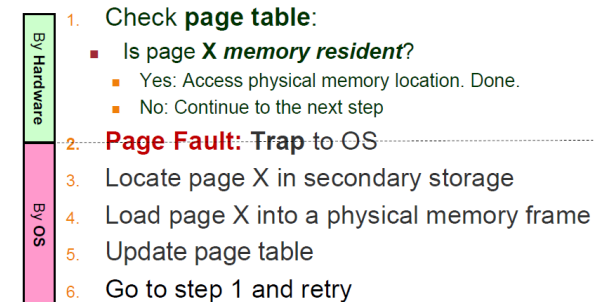 By Hardware
1. Check page table:
Is page X memory resident?
Yes: Access physical memory location. Done.
No: Continue to the next step
2. Page Fault: Trap to OS
By OS
3. Locate page X in secondary storage
4. Load page X into a physical memory frame
5. Update page table
6. Go to step 1 and retry